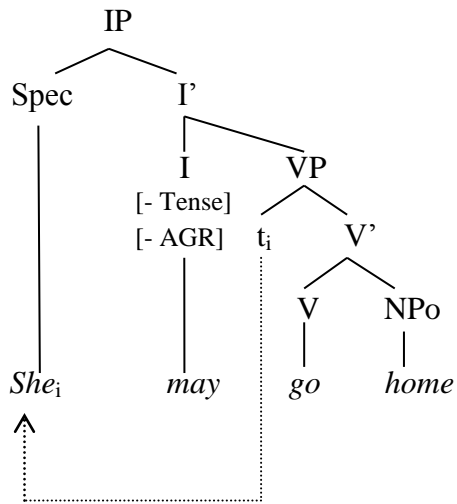 IP
Spec I’
I VP
[- Tense]
[- AGR] tᵢ V’
V NPo
Sheᵢ may go home